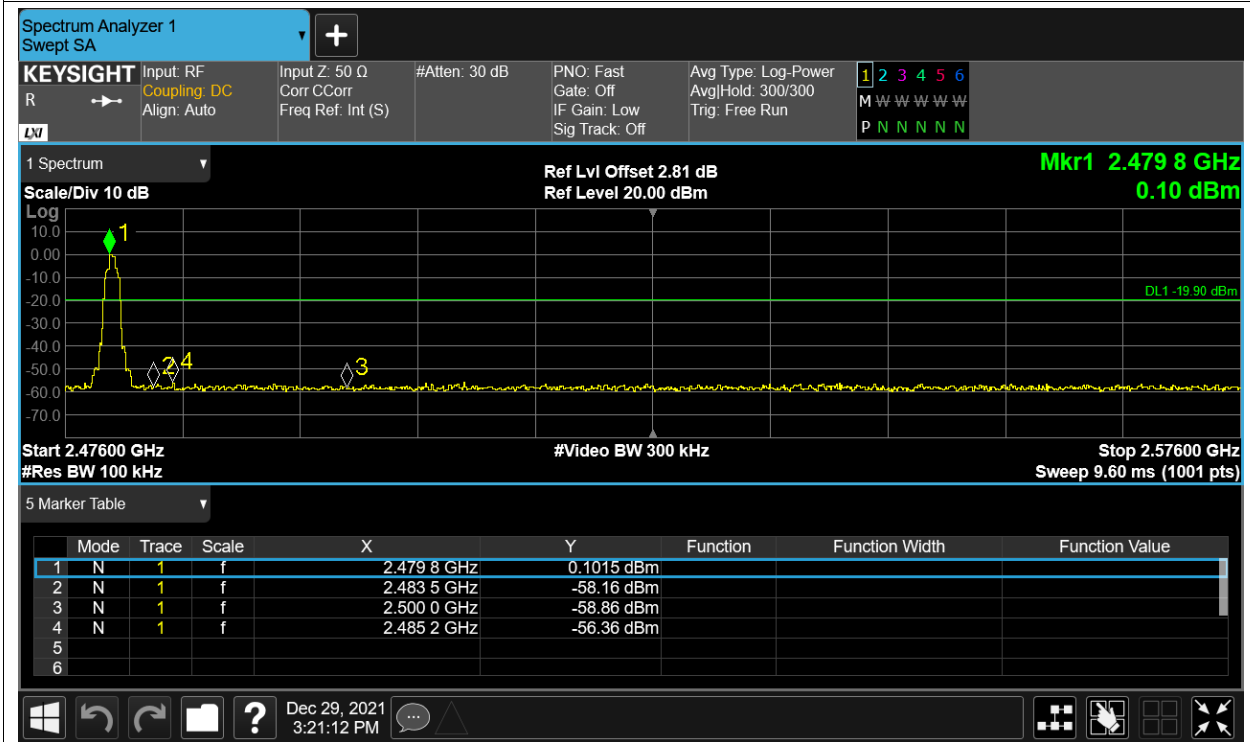 Spectrum Analyzer 1
Swept SA
+
KEYSIGHT Input: RF Input Z: 50 Ω #Atten: 30 dB PNO: Fast Avg Type: Log-Power 1 2 3 4 5 6
R Coupling: DC Corr CCorr Gate: Off Avg|Hold: 300/300 M W W W W W
Align: Auto Freq Ref: Int (S) IF Gain: Low Trig: Free Run
LXI Sig Track: Off P N N N N N
1 Spectrum Ref Lvl Offset 2.81 dB Mkr1 2.479 8 GHz
Scale/Div 10 dB Ref Level 20.00 dBm 0.10 dBm
Log
10.0 1
0.00
-10.0
-20.0 DL1 -19.90 dBm
-30.0
-40.0
-50.0 2 4 3
-60.0
-70.0
Start 2.47600 GHz #Video BW 300 kHz Stop 2.57600 GHz
#Res BW 100 kHz Sweep 9.60 ms (1001 pts)
5 Marker Table
Mode Trace Scale X Y Function Function Width Function Value
1 N 1 f 2.479 8 GHz 0.1015 dBm
2 N 1 f 2.483 5 GHz -58.16 dBm
3 N 1 f 2.500 0 GHz -58.86 dBm
4 N 1 f 2.485 2 GHz -56.36 dBm
5
6
? Dec 29, 2021
3:21:12 PM